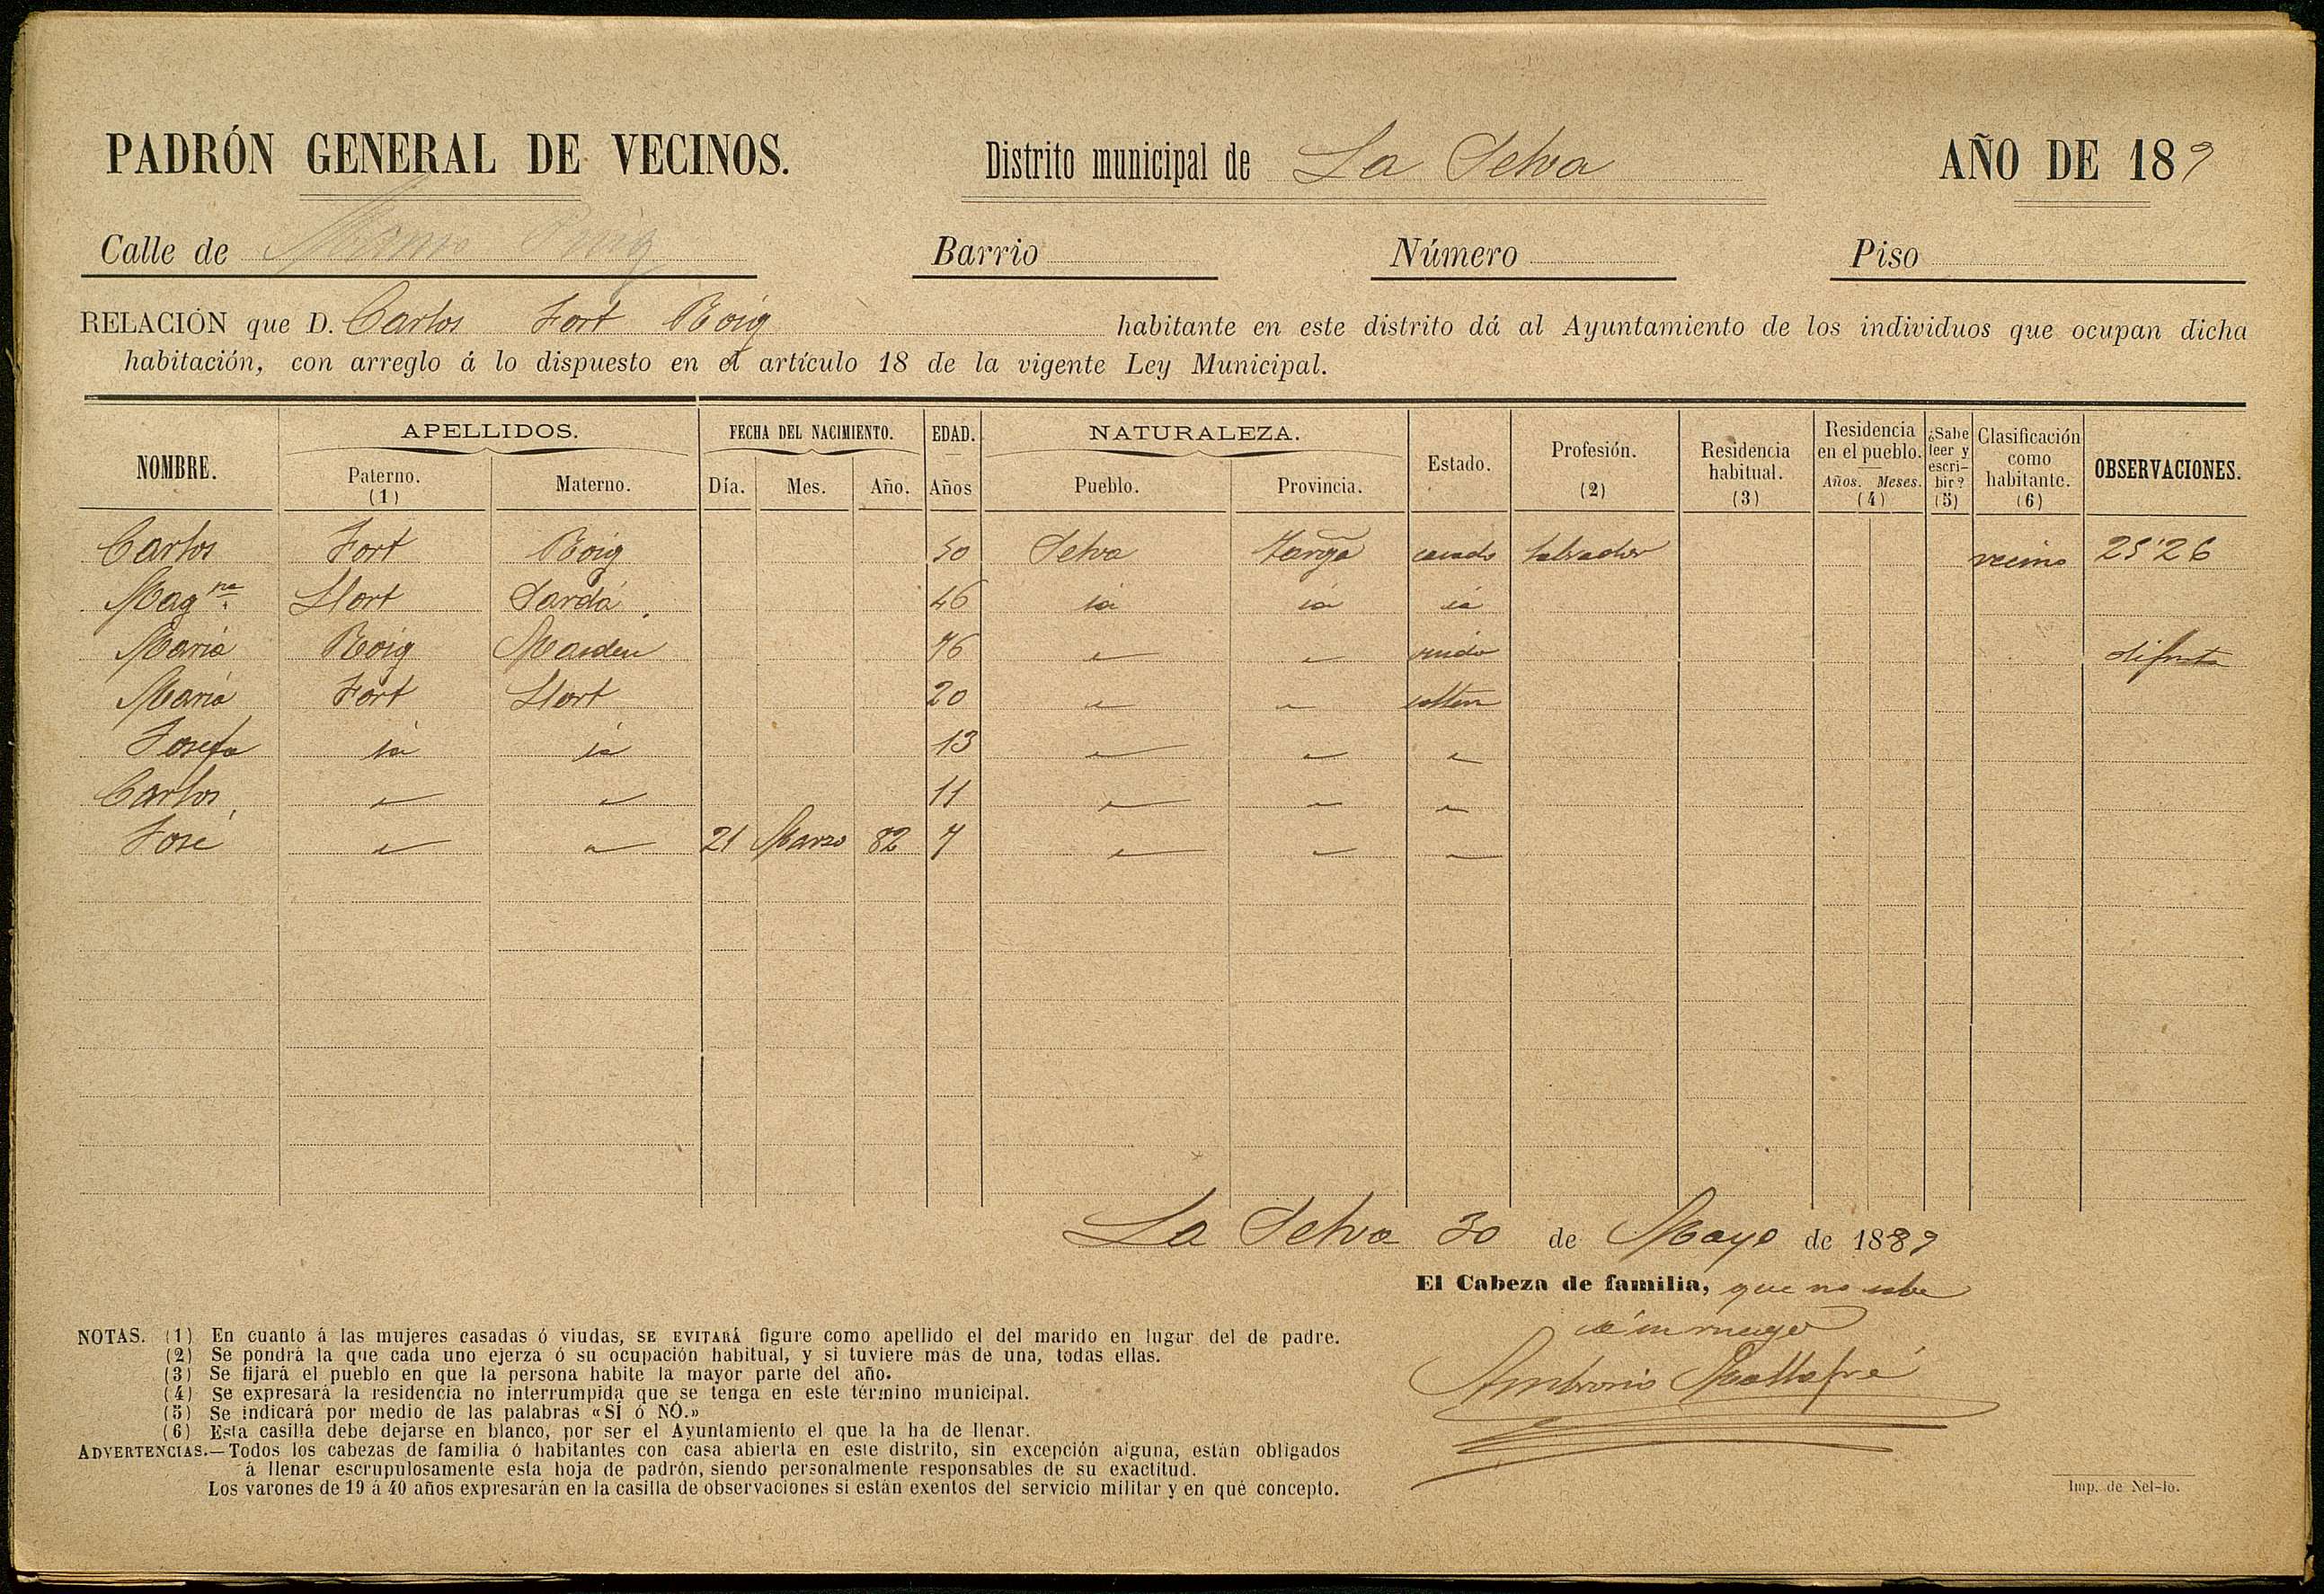 PADRÓN GENERAL DE VECINOS. Distrito municipal de La Selva AÑO DE 189
Calle de Barrio Número Piso
RELACIÓN que D. Carlos Fort Roig habitante en este distrito dá al Ayuntamiento de los individuos que ocupan dicha
habitación, con arreglo á lo dispuesto en el artículo 18 de la vigente Ley Municipal.
NOMBRE. APELLIDOS. Paterno. (1) Materno. FECHA DEL NACIMIENTO. Día. Mes. Año. EDAD. Años NATURALEZA. Pueblo. Provincia. Estado. Profesión. (2) Residencia habitual. (3) Residencia en el pueblo. Años. Meses. (4) ¿Sabe leer y escribir? (5) Clasificación como habitante. (6) OBSERVACIONES.
Carlos Fort Roig 50 Selva Tarrga casado labrador vecino 25'26
Magna. Llort Sardá 46 id id id
Maria Roig 76 " " viuda difunta
Maria Fort Llort 20 " " soltera
Josefa id id 13 " " "
Carlos " " 11 " " "
José " " 21 Marzo 82 7 " " "
La Selva 30 de Mayo de 1889
El Cabeza de familia, que no sabe
Ambrosio Mallafré
NOTAS. (1) En cuanto á las mujeres casadas ó viudas, SE EVITARÁ figure como apellido el del marido en lugar del de padre.
(2) Se pondrá la que cada uno ejerza ó su ocupación habitual, y si tuviere más de una, todas ellas.
(3) Se fijará el pueblo en que la persona habite la mayor parte del año.
(4) Se expresará la residencia no interrumpida que se tenga en este término municipal.
(5) Se indicará por medio de las palabras «SÍ ó NÓ.»
(6) Esta casilla debe dejarse en blanco, por ser el Ayuntamiento el que la ha de llenar.
ADVERTENCIAS.—Todos los cabezas de familia ó habitantes con casa abierta en este distrito, sin excepción alguna, están obligados
á llenar escrupulosamente esta hoja de padrón, siendo personalmente responsables de su exactitud.
Los varones de 19 á 40 años expresarán en la casilla de observaciones si están exentos del servicio militar y en qué concepto.
Imp. de Nel-lo.